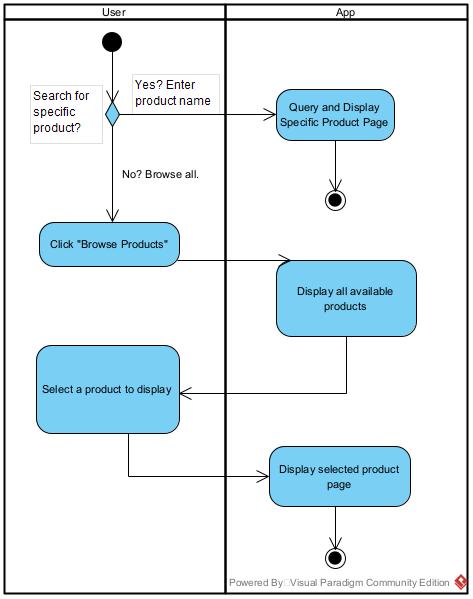 User
App
Search for
specific
product?
Yes? Enter
product name
Query and Display
Specific Product Page
No? Browse all.
Click "Browse Products"
Display all available
products
Select a product to display
Display selected product
page
Powered By Visual Paradigm Community Edition